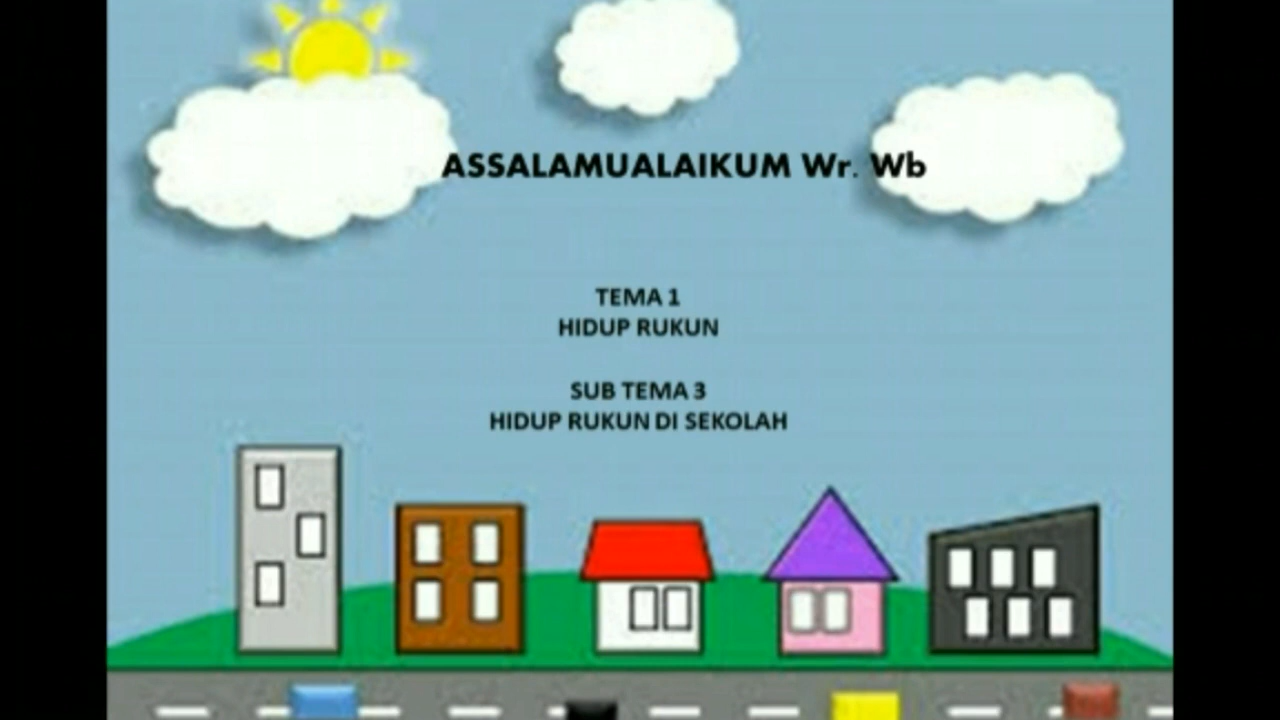 ASSALAMUALAIKUM Wr. Wb
TEMA 1
HIDUP RUKUN
SUB TEMA 3
HIDUP RUKUN DI SEKOLAH